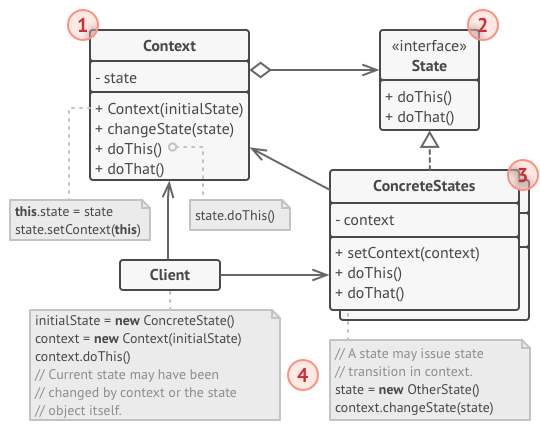 1
Context
- state
+ Context(initialState)
+ changeState(state)
+ doThis()
+ doThat()
2
«interface»
State
+ doThis()
+ doThat()
3
ConcreteStates
- context
+ setContext(context)
+ doThis()
+ doThat()
this.state = state
state.setContext(this)
state.doThis()
Client
initialState = new ConcreteState()
context = new Context(initialState)
context.doThis()
// Current state may have been
// changed by context or the state
// object itself.
4
// A state may issue state
// transition in context.
state = new OtherState()
context.changeState(state)